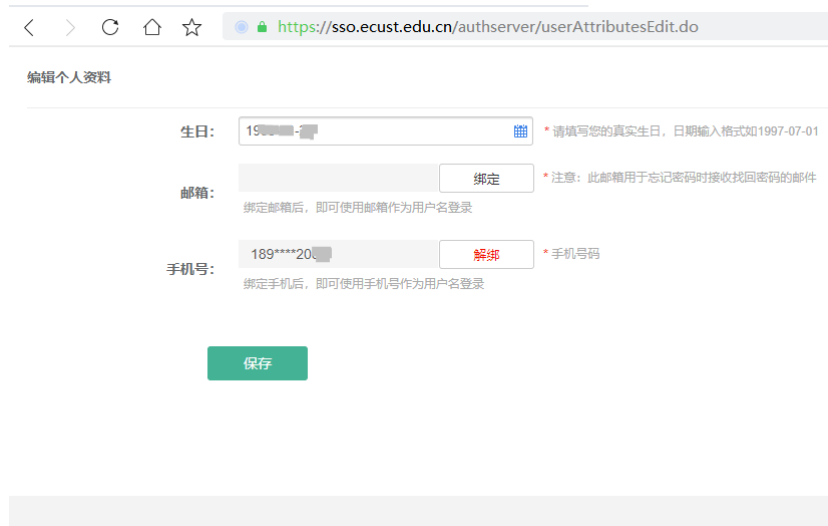 https://sso.ecust.edu.cn/authserver/userAttributesEdit.do
编辑个人资料
生日： * 请填写您的真实生日，日期输入格式如1997-07-01
邮箱： 绑定 * 注意：此邮箱用于忘记密码时接收找回密码的邮件
绑定邮箱后，即可使用邮箱作为用户名登录
手机号： 189****20 解绑 * 手机号码
绑定手机后，即可使用手机号作为用户名登录
保存